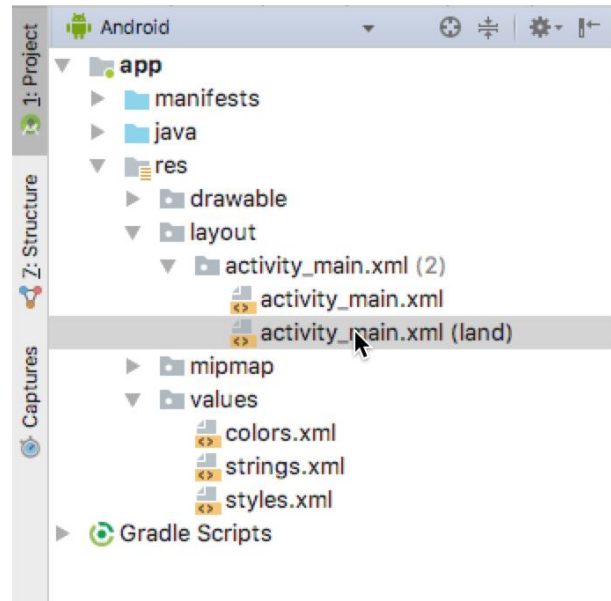 1: Project
7: Structure
Captures
Android
app
manifests
java
res
drawable
layout
activity_main.xml (2)
activity_main.xml
activity_main.xml (land)
mipmap
values
colors.xml
strings.xml
styles.xml
Gradle Scripts